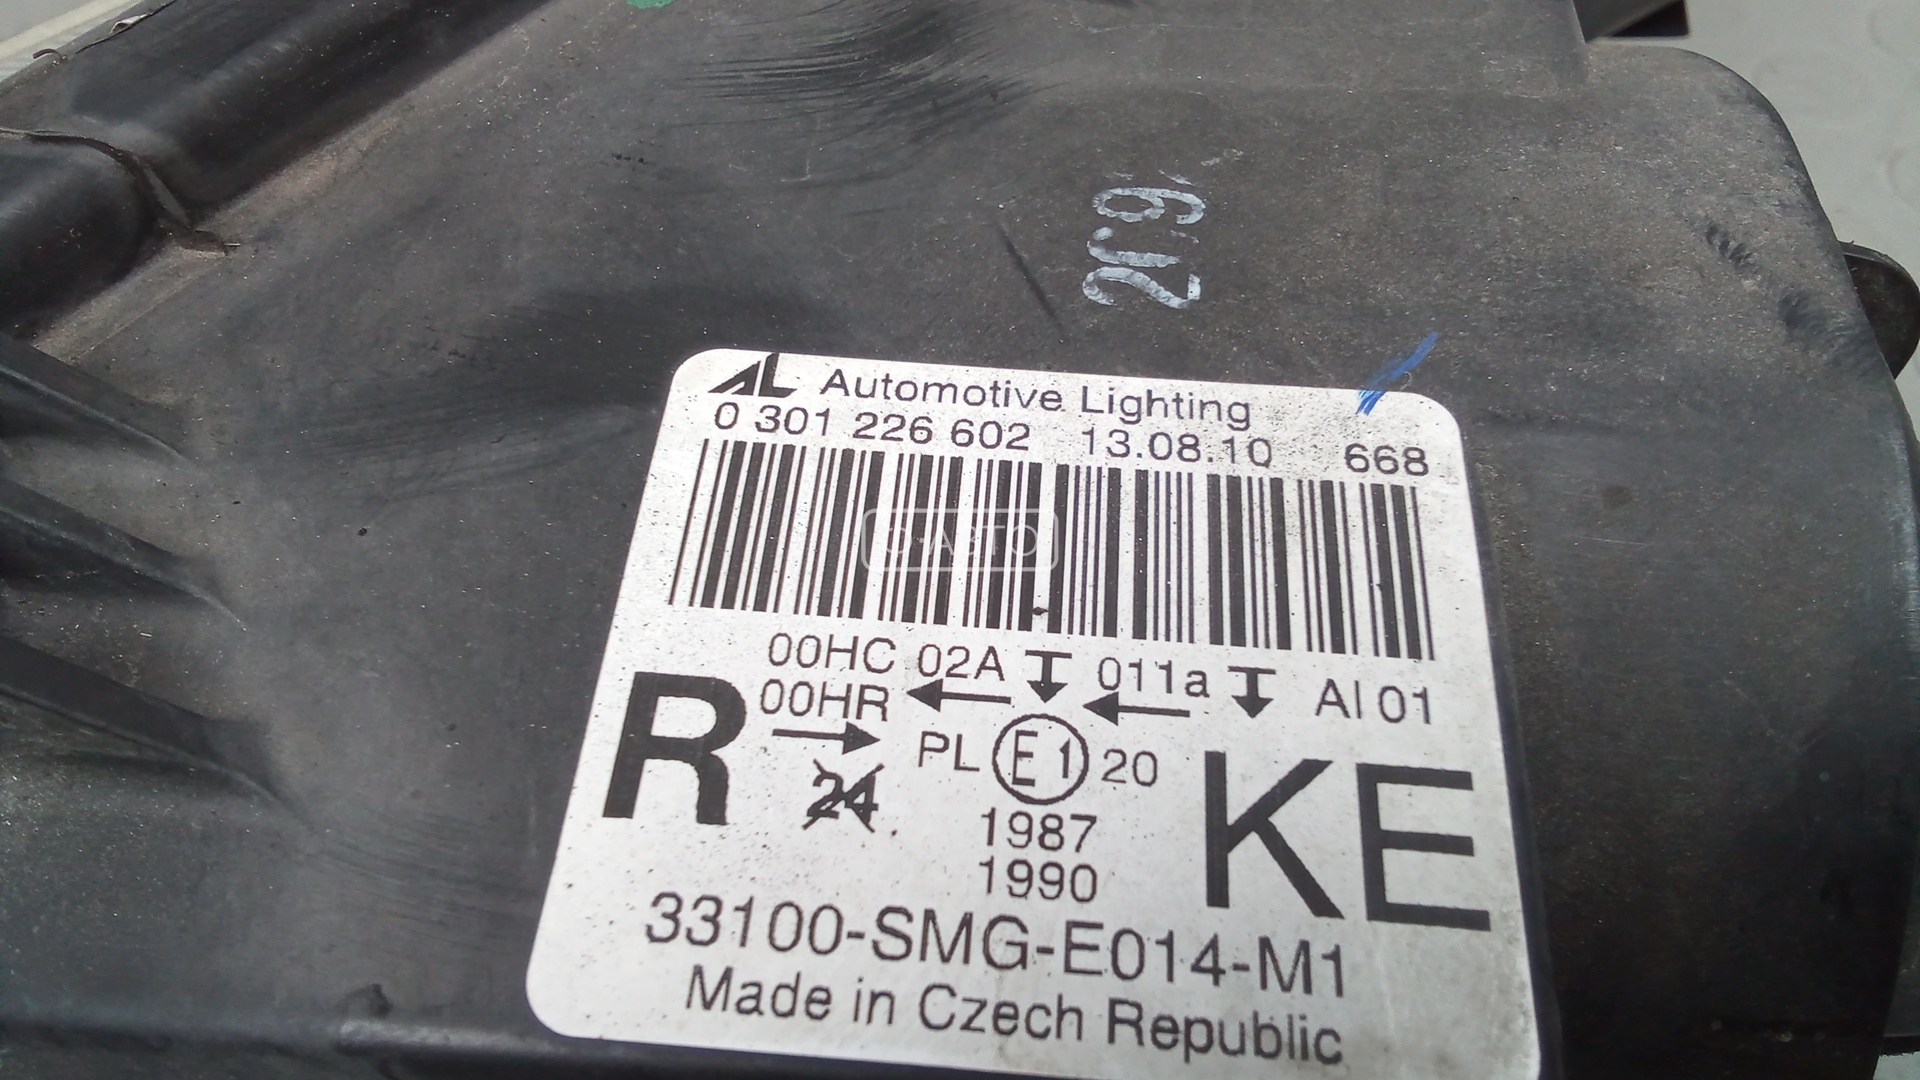 AL Automotive Lighting
0 301 226 602 13.08.10 668
00HC 02A 011a AI 01
00HR
R PL E1 20 KE
24
1987
1990
33100-SMG-E014-M1
Made in Czech Republic